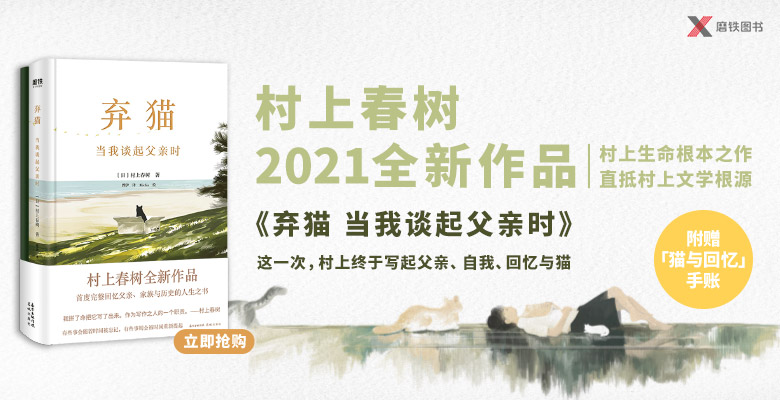 磨铁图书
磨铁
弃猫
当我谈起父亲时
[日]村上春树 著
弃猫
当我谈起父亲时
[日]村上春树 著
村上春树全新作品
首度完整回忆父亲、家族与历史的人生之书
立即抢购
村上春树
2021全新作品
村上生命根本之作
直抵村上文学根源
《弃猫 当我谈起父亲时》
这一次，村上终于写起父亲、自我、回忆与猫
附赠
「猫与回忆」
手账